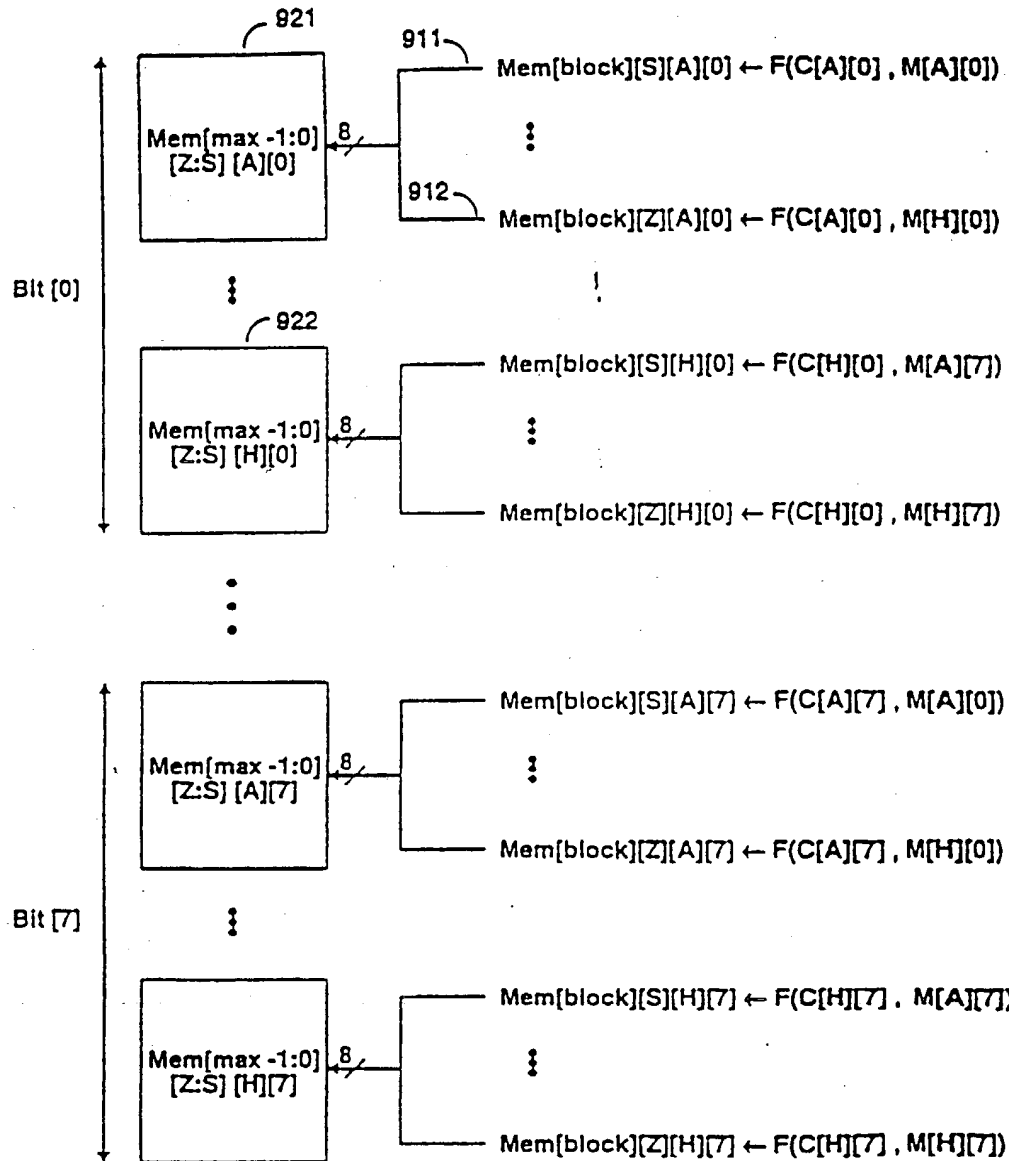 921
911
Mem[block][S][A][0] ← F(C[A][0] , M[A][0])
Mem[max -1:0]
[Z:S] [A][0]
8
912
Mem[block][Z][A][0] ← F(C[A][0] , M[H][0])
Bit [0]
922
Mem[block][S][H][0] ← F(C[H][0] , M[A][7])
Mem[max -1:0]
[Z:S] [H][0]
8
Mem[block][Z][H][0] ← F(C[H][0] , M[H][7])
Mem[block][S][A][7] ← F(C[A][7] , M[A][0])
Mem[max -1:0]
[Z:S] [A][7]
8
Mem[block][Z][A][7] ← F(C[A][7] , M[H][0])
Bit [7]
Mem[block][S][H][7] ← F(C[H][7] , M[A][7])
Mem[max -1:0]
[Z:S] [H][7]
8
Mem[block][Z][H][7] ← F(C[H][7] , M[H][7])